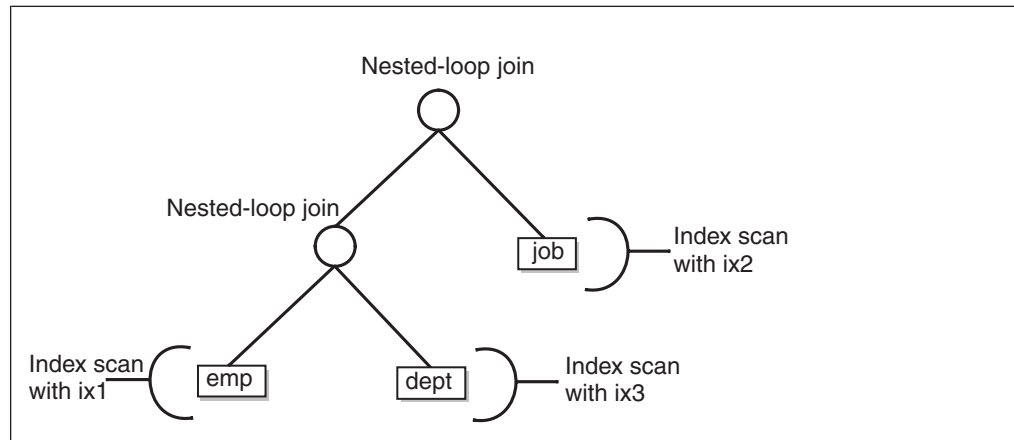 Nested-loop join
Nested-loop join
job
Index scan
with ix2
Index scan
with ix1
emp
dept
Index scan
with ix3